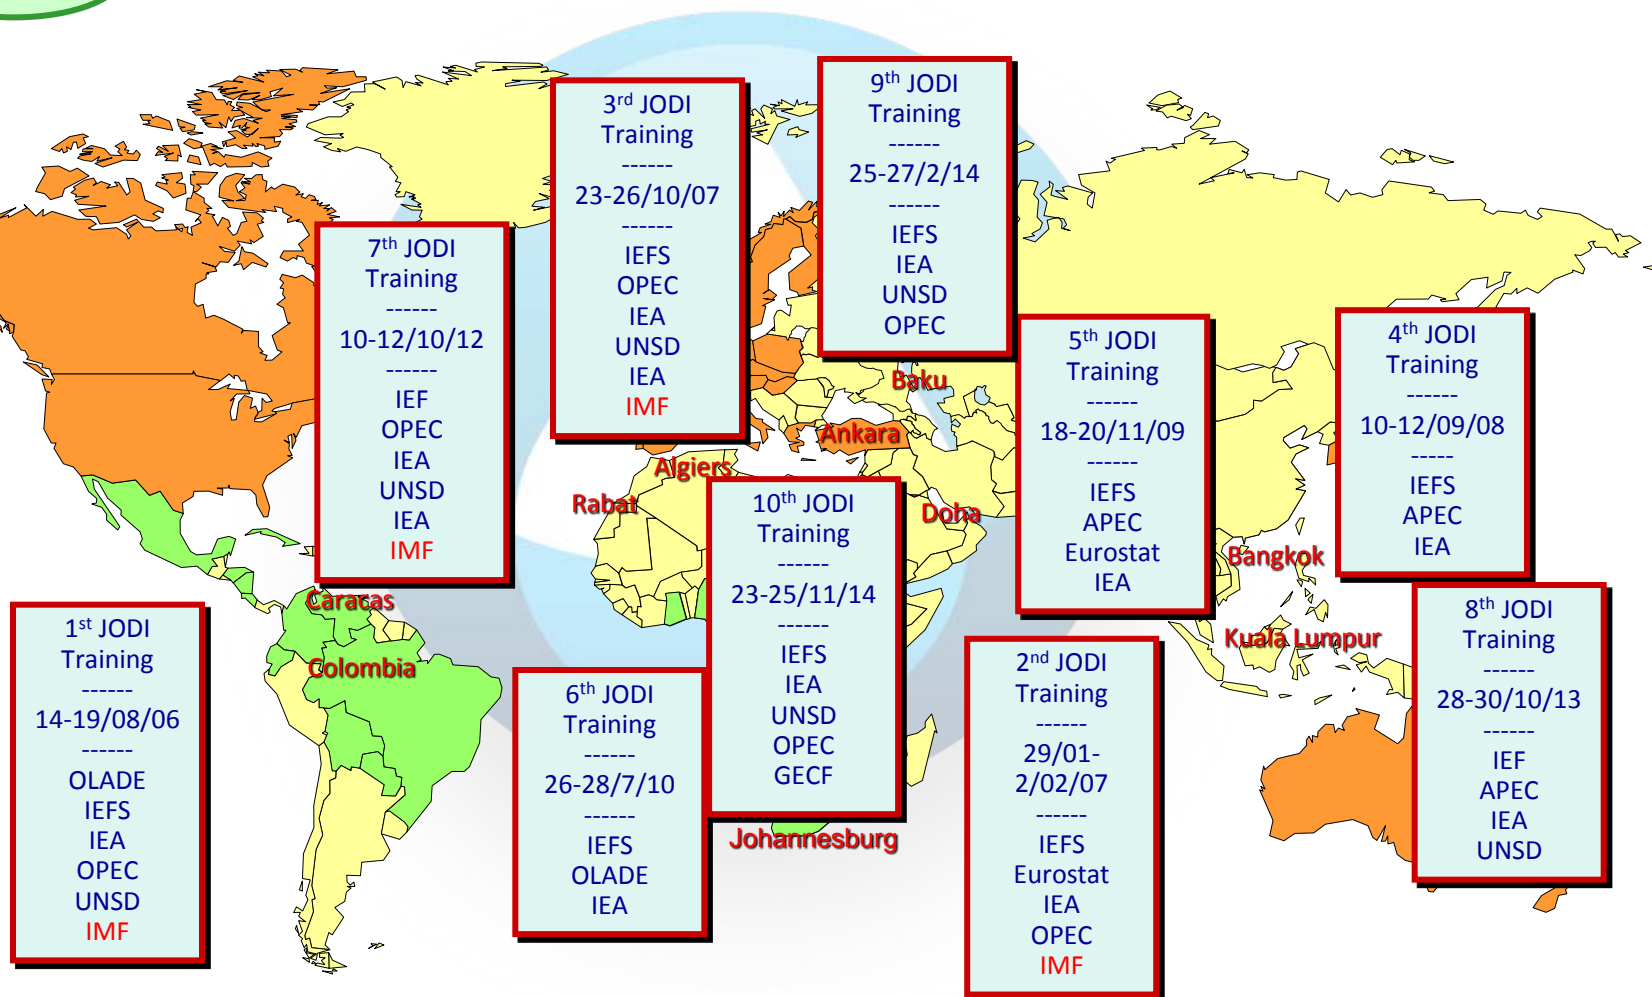 9th JODI
Training
------
25-27/2/14
------
IEFS
IEA
UNSD
OPEC
3rd JODI
Training
------
23-26/10/07
------
IEFS
OPEC
IEA
UNSD
IEA
IMF
7th JODI
Training
------
10-12/10/12
------
IEF
OPEC
IEA
UNSD
IEA
IMF
5th JODI
Training
------
18-20/11/09
------
IEFS
APEC
Eurostat
IEA
4th JODI
Training
------
10-12/09/08
-----
IEFS
APEC
IEA
Baku
Ankara
Algiers
Rabat
Doha
Bangkok
10th JODI
Training
------
23-25/11/14
------
IEFS
IEA
UNSD
OPEC
GECF
Caracas
Colombia
Kuala Lumpur
1st JODI
Training
------
14-19/08/06
------
OLADE
IEFS
IEA
OPEC
UNSD
IMF
6th JODI
Training
------
26-28/7/10
------
IEFS
OLADE
IEA
2nd JODI
Training
------
29/01-
2/02/07
------
IEFS
Eurostat
IEA
OPEC
IMF
8th JODI
Training
------
28-30/10/13
------
IEF
APEC
IEA
UNSD
Johannesburg